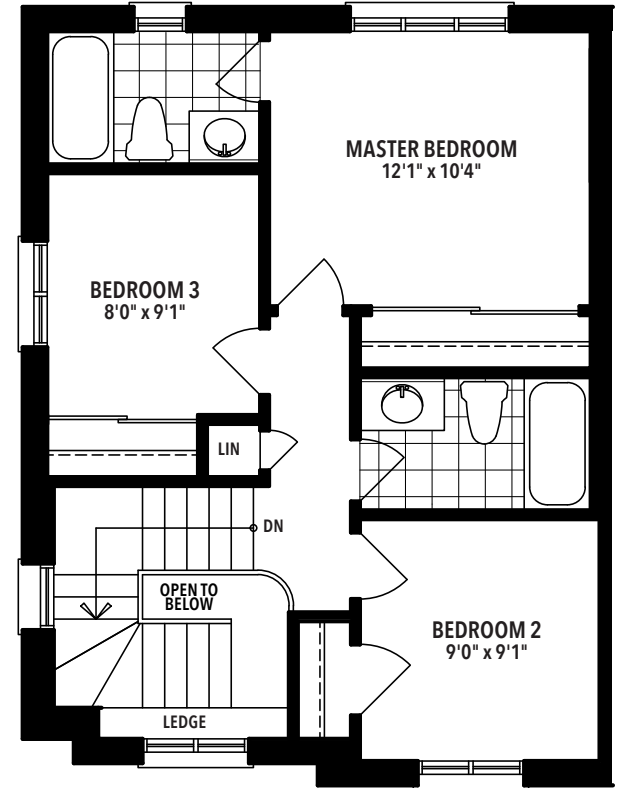 MASTER BEDROOM
12'1" x 10'4"
BEDROOM 3
8'0" x 9'1"
LIN
DN
OPEN TO
BELOW
BEDROOM 2
9'0" x 9'1"
LEDGE